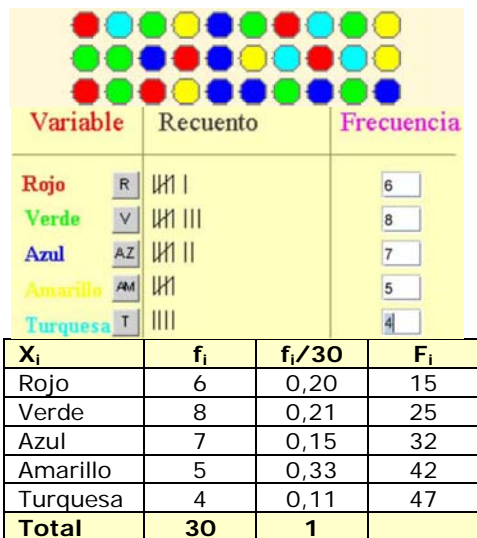 Variable Recuento Frecuencia
Rojo R 6
Verde V 8
Azul AZ 7
Amarillo AM 5
Turquesa T 4
Xi fi fi/30 Fi
Rojo 6 0,20 15
Verde 8 0,21 25
Azul 7 0,15 32
Amarillo 5 0,33 42
Turquesa 4 0,11 47
Total 30 1